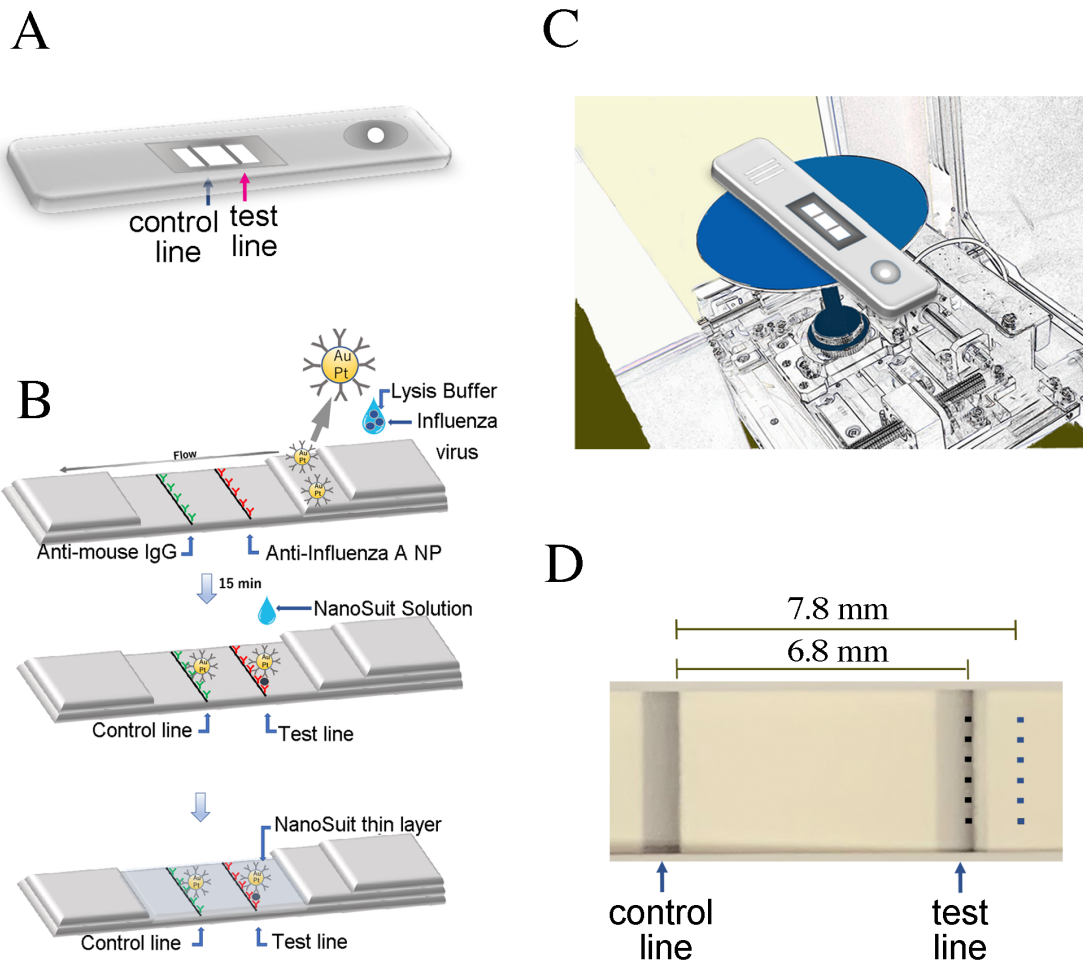 A
control
line
test
line
B
Au
Pt
Lysis Buffer
Influenza
virus
Flow
Au
Pt
Au
Pt
Anti-mouse IgG
Anti-Influenza A NP
15 min
NanoSuit Solution
Au
Pt
Au
Pt
Control line
Test line
NanoSuit thin layer
Au
Pt
Au
Pt
Control line
Test line
C
D
7.8 mm
6.8 mm
control
line
test
line